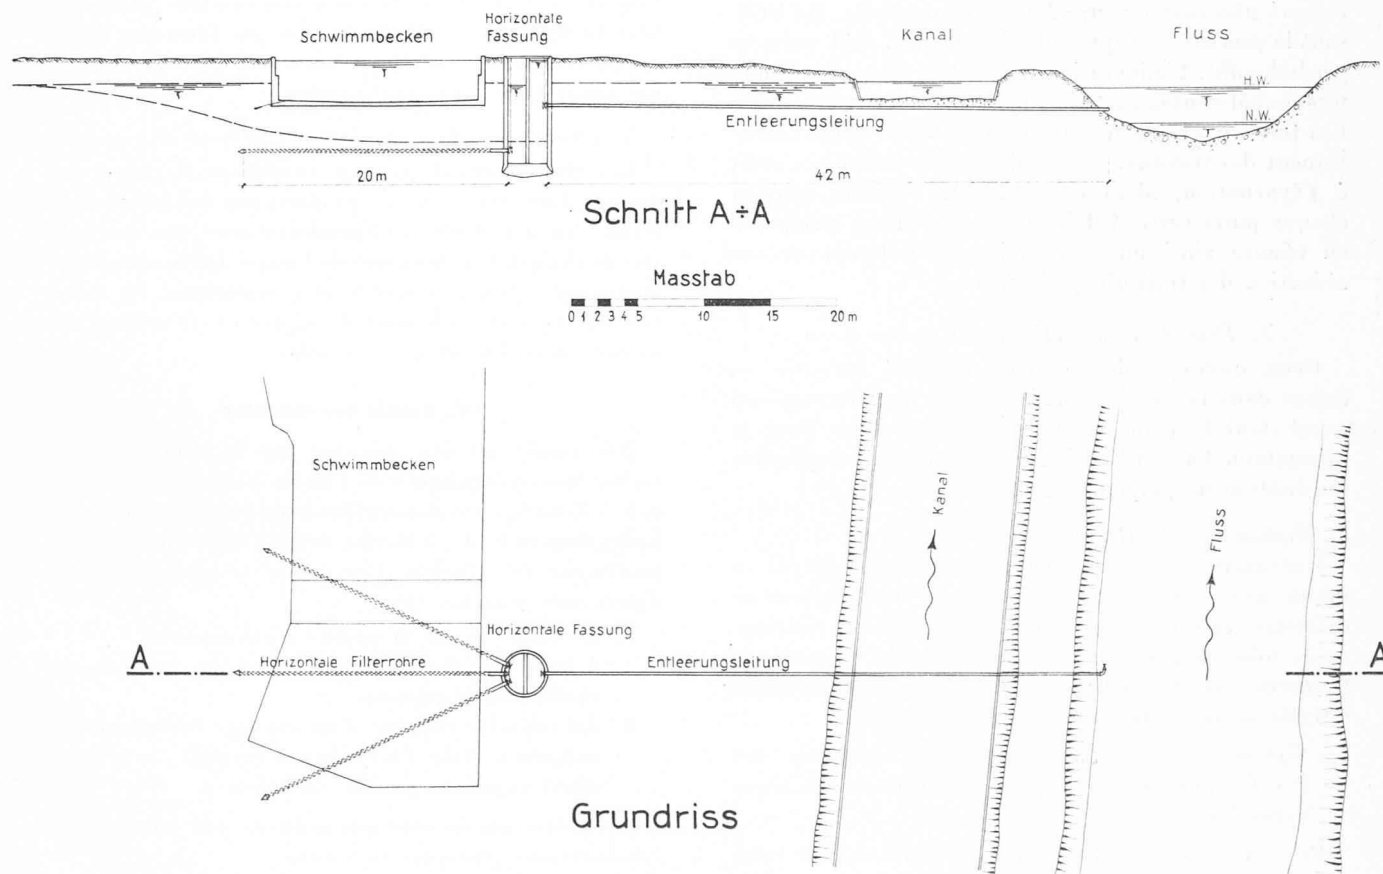 Schwimmbecken
Horizontale
Fassung
Kanal
Fluss
H.W.
N.W.
Entleerungsleitung
20 m
42 m
Schnitt A÷A
Masstab
0 1 2 3 4 5 10 15 20 m
Schwimmbecken
Kanal
Fluss
Horizontale Fassung
A
Horizontale Filterrohre
Entleerungsleitung
A
Grundriss